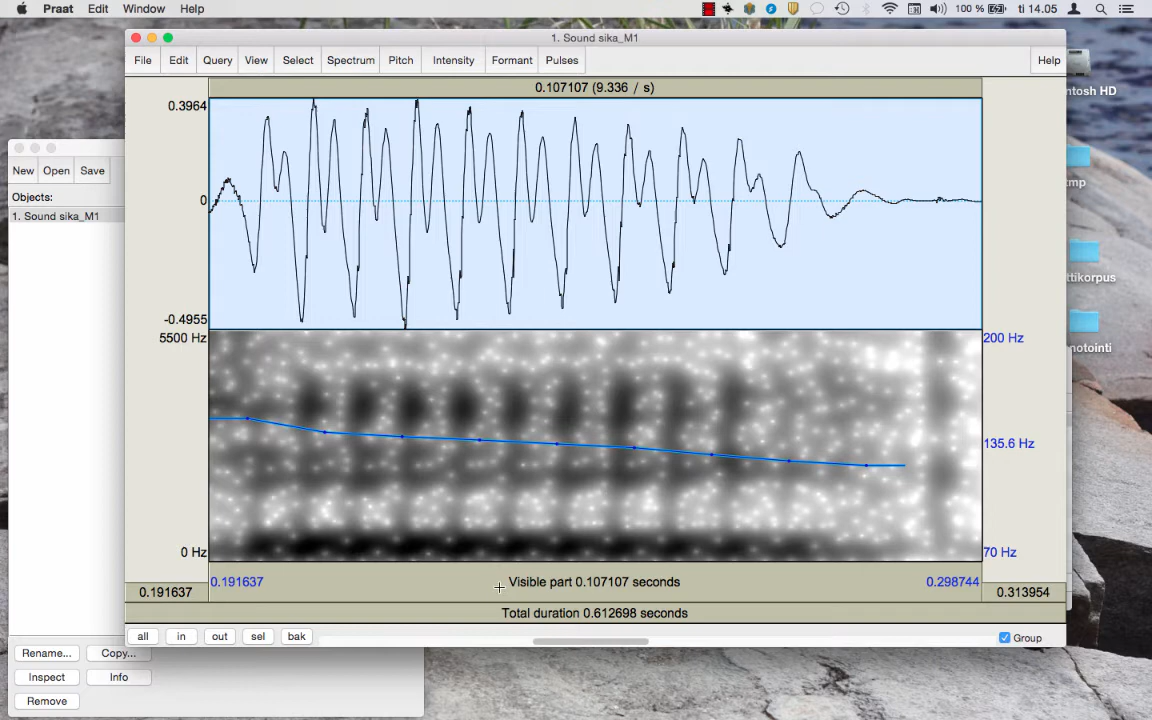 Praat Edit Window Help 100 % ti 14.05
1. Sound sika_M1
File Edit Query View Select Spectrum Pitch Intensity Formant Pulses Help
0.107107 (9.336 / s)
ntosh HD
0.3964
New Open Save
tmp
Objects:
0
1. Sound sika_M1
ttikorpus
-0.4955
5500 Hz 200 Hz
notointi
135.6 Hz
0 Hz 70 Hz
0.191637 Visible part 0.107107 seconds 0.298744
0.191637 0.313954
Total duration 0.612698 seconds
all in out sel bak Group
Rename... Copy...
Inspect Info
Remove